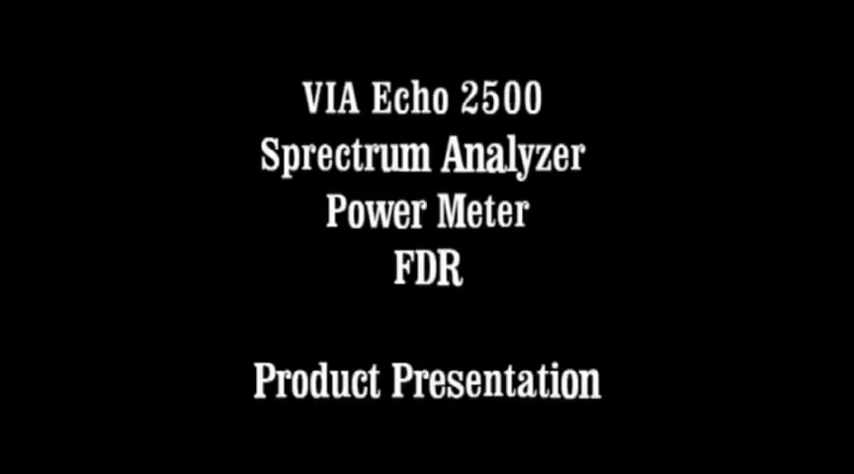 VIA Echo 2500
Sprectrum Analyzer
Power Meter
FDR
Product Presentation